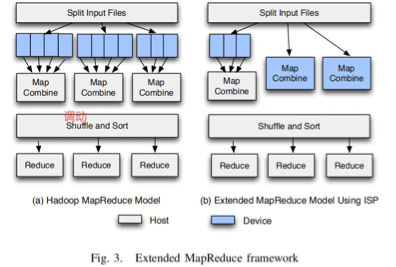 Split Input Files
Split Input Files
Map
Combine
Map
Combine
Map
Combine
Map
Combine
Map
Combine
Map
Combine
调动
Shuffle and Sort
Shuffle and Sort
Reduce
Reduce
Reduce
Reduce
Reduce
Reduce
(a) Hadoop MapReduce Model
(b) Extended MapReduce Model Using ISP
Host
Device
Fig. 3. Extended MapReduce framework